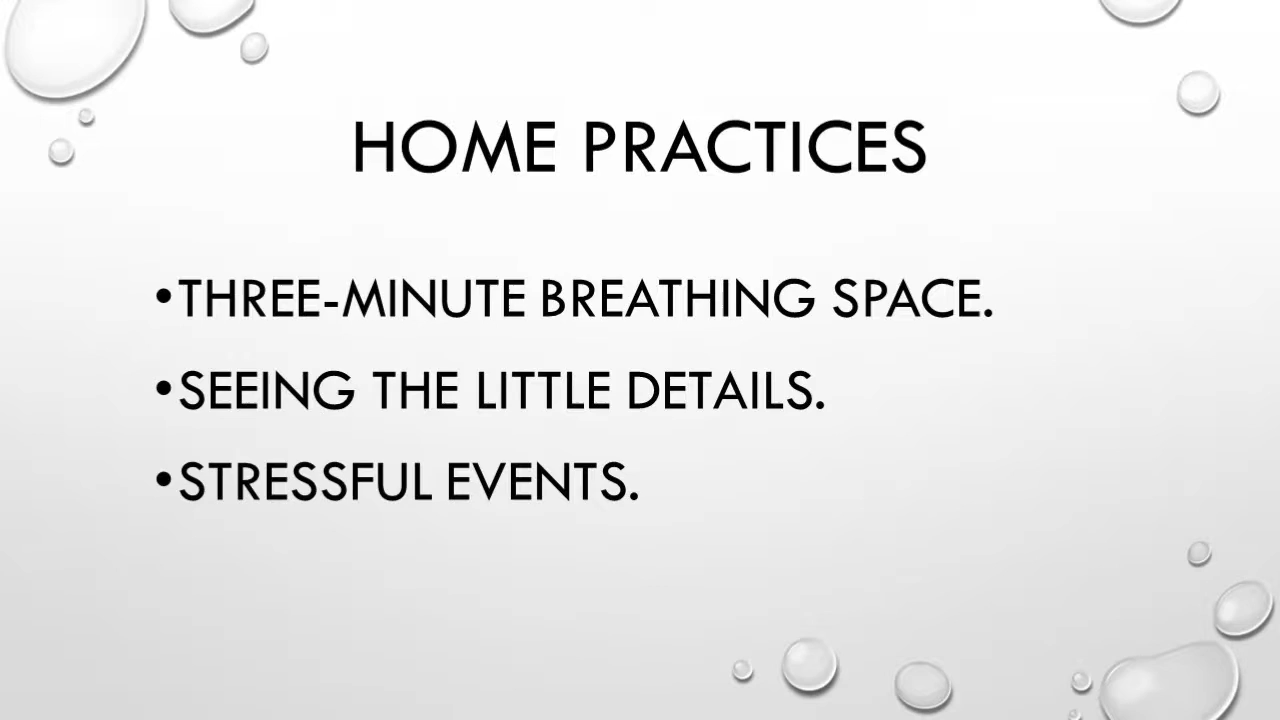 HOME PRACTICES
•THREE-MINUTE BREATHING SPACE.
•SEEING THE LITTLE DETAILS.
•STRESSFUL EVENTS.